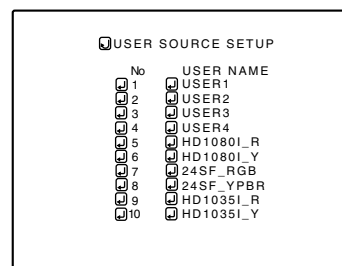 USER SOURCE SETUP
No USER NAME
1 USER1
2 USER2
3 USER3
4 USER4
5 HD1080I_R
6 HD1080I_Y
7 24SF_RGB
8 24SF_YPBR
9 HD1035I_R
10 HD1035I_Y